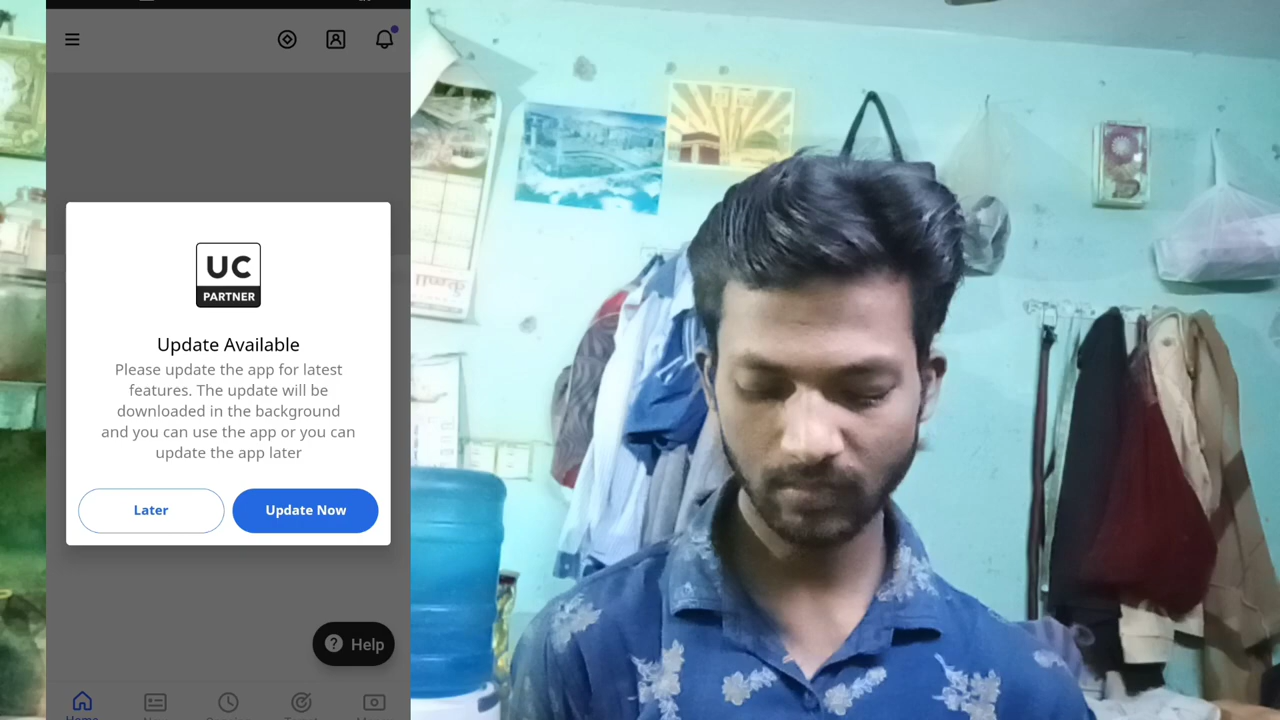 UC
PARTNER
Update Available
Please update the app for latest
features. The update will be
downloaded in the background
and you can use the app or you can
update the app later
Later
Update Now
Help
Home